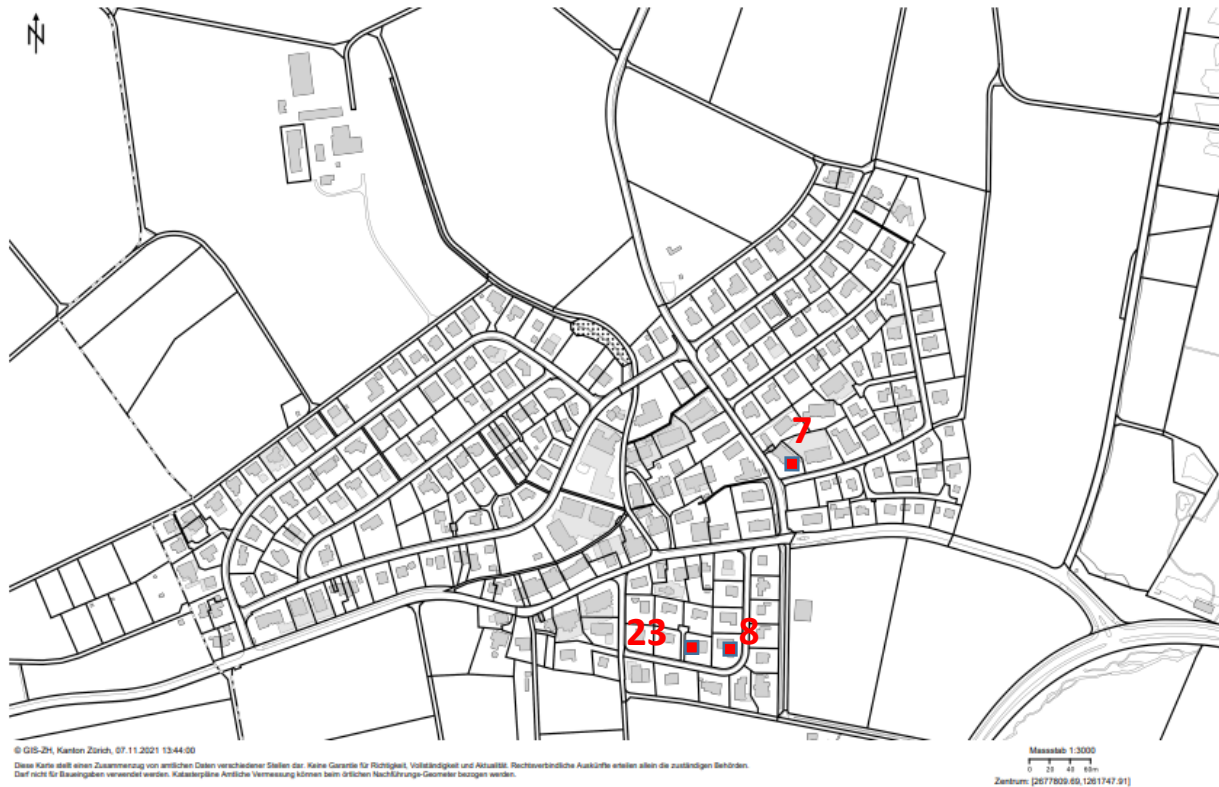 N
7
23
8
© GIS-ZH, Kanton Zürich, 07.11.2021 13:44:00
Diese Karte stellt einen Zusammenzug von amtlichen Daten verschiedener Stellen dar. Keine Garantie für Richtigkeit, Vollständigkeit und Aktualität. Rechtsverbindliche Auskünfte erteilen allein die zuständigen Behörden.
Darf nicht für Baueingaben verwendet werden. Katasterpläne Amtliche Vermessung können beim örtlichen Nachführungs-Geometer bezogen werden.
Massstab 1:3000
0 20 40 60m
Zentrum: [2677809.69,1261747.91]